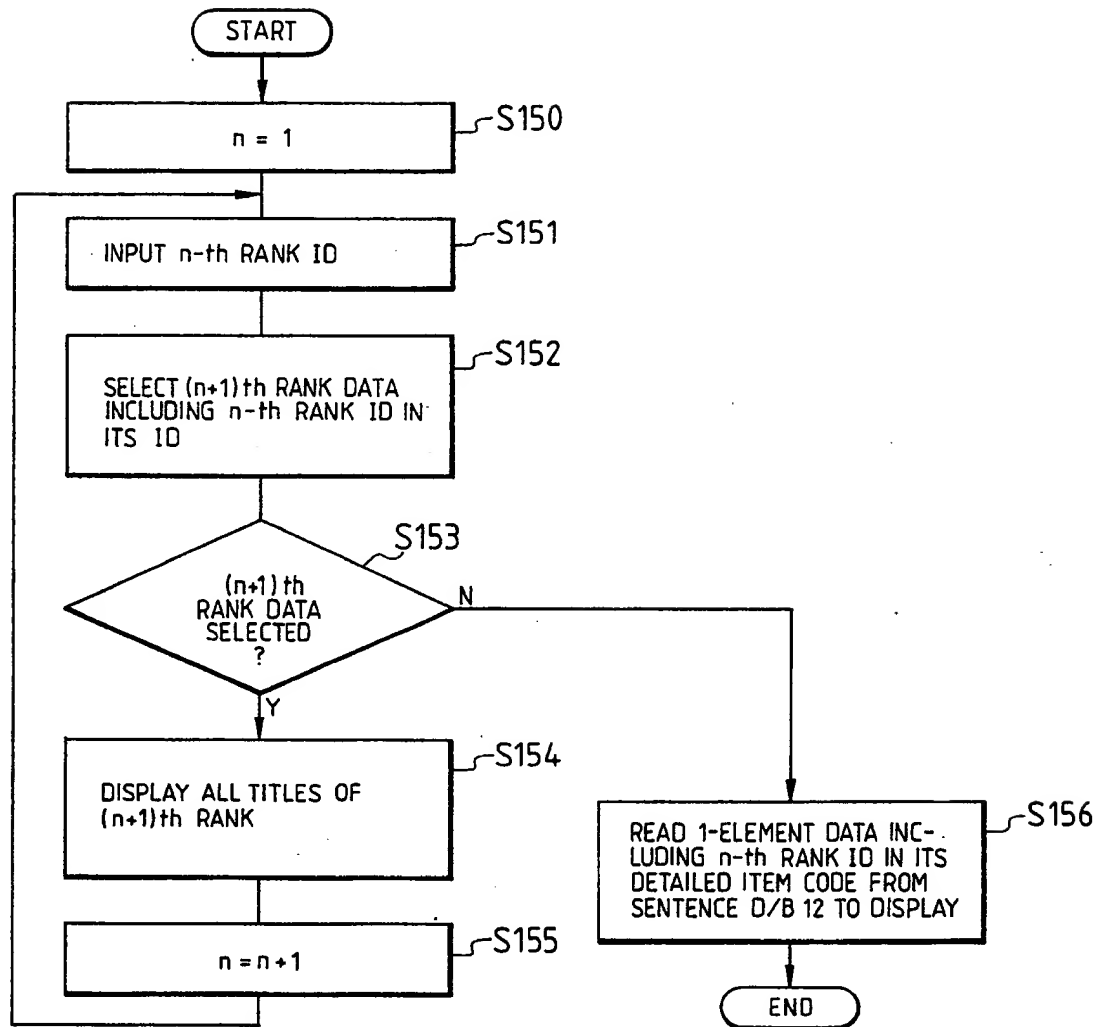 START
n = 1
S150
INPUT n-th RANK ID
S151
SELECT (n+1)th RANK DATA
INCLUDING n-th RANK ID IN
ITS ID
S152
(n+1)th
RANK DATA
SELECTED
?
S153
N
Y
DISPLAY ALL TITLES OF
(n+1)th RANK
S154
n = n+1
S155
READ 1-ELEMENT DATA INC-
LUDING n-th RANK ID IN ITS
DETAILED ITEM CODE FROM
SENTENCE D/B 12 TO DISPLAY
S156
END